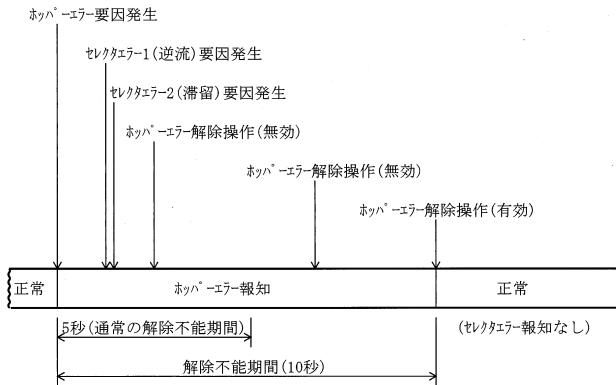 ホッパーエラー要因発生
セレクタエラー1(逆流)要因発生
セレクタエラー2(滞留)要因発生
ホッパーエラー解除操作(無効)
ホッパーエラー解除操作(無効)
ホッパーエラー解除操作(有効)
正常
ホッパーエラー報知
正常
5秒(通常の解除不能期間)
(セレクタエラー報知なし)
解除不能期間(10秒)